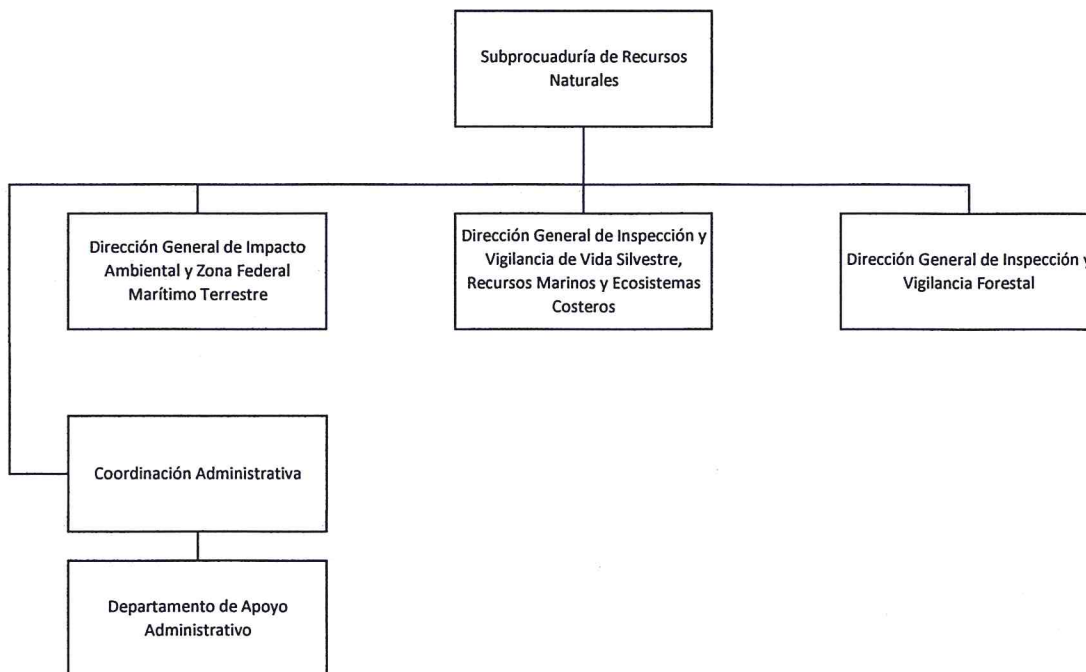 Subprocuaduría de Recursos
Naturales
Dirección General de Impacto
Ambiental y Zona Federal
Marítimo Terrestre
Dirección General de Inspección y
Vigilancia de Vida Silvestre,
Recursos Marinos y Ecosistemas
Costeros
Dirección General de Inspección y
Vigilancia Forestal
Coordinación Administrativa
Departamento de Apoyo
Administrativo